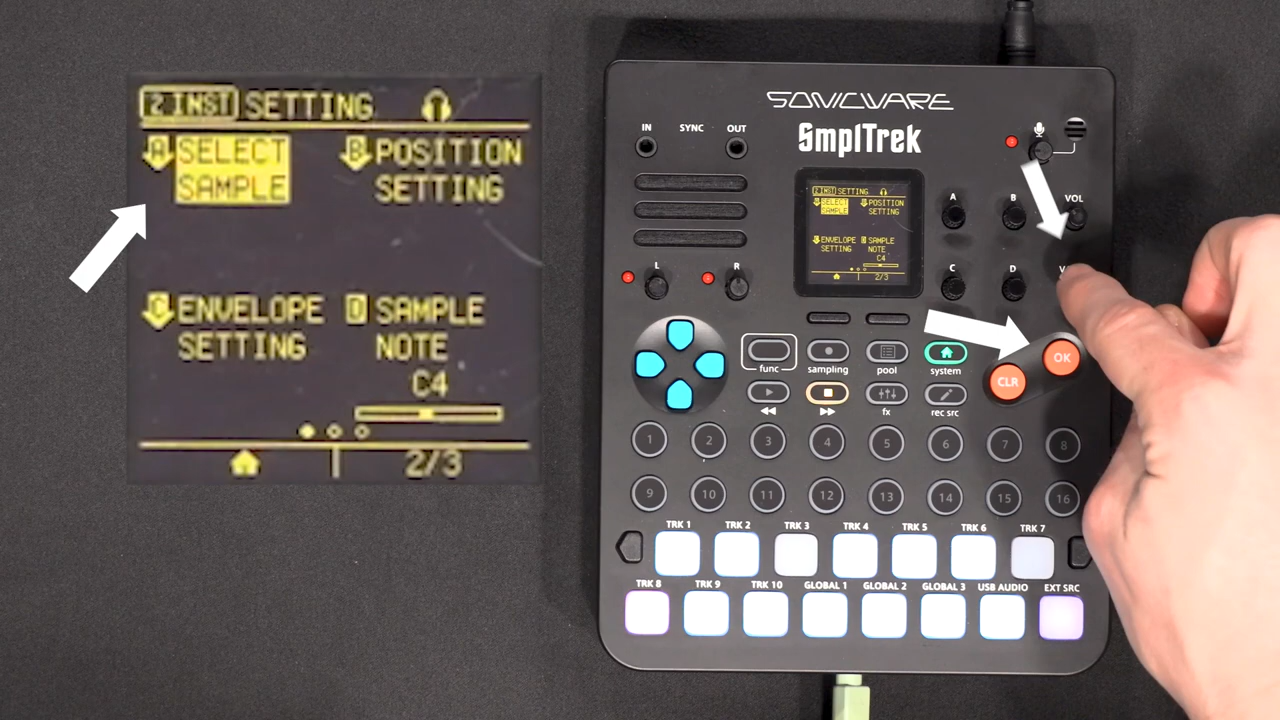 2 INST SETTING
A SELECT SAMPLE
B POSITION SETTING
C ENVELOPE SETTING
D SAMPLE NOTE
C4
2/3
SONICWARE
SmplTrek
IN SYNC OUT
2 INST SETTING
SELECT SAMPLE
POSITION SETTING
ENVELOPE SETTING
D SAMPLE NOTE
C4
2/3
A B VOL
L R
C D
func sampling pool system
OK
CLR
fx rec src
1 2 3 4 5 6 7 8
9 10 11 12 13 14 15 16
TRK 1 TRK 2 TRK 3 TRK 4 TRK 5 TRK 6 TRK 7
TRK 8 TRK 9 TRK 10 GLOBAL 1 GLOBAL 2 GLOBAL 3 USB AUDIO EXT SRC